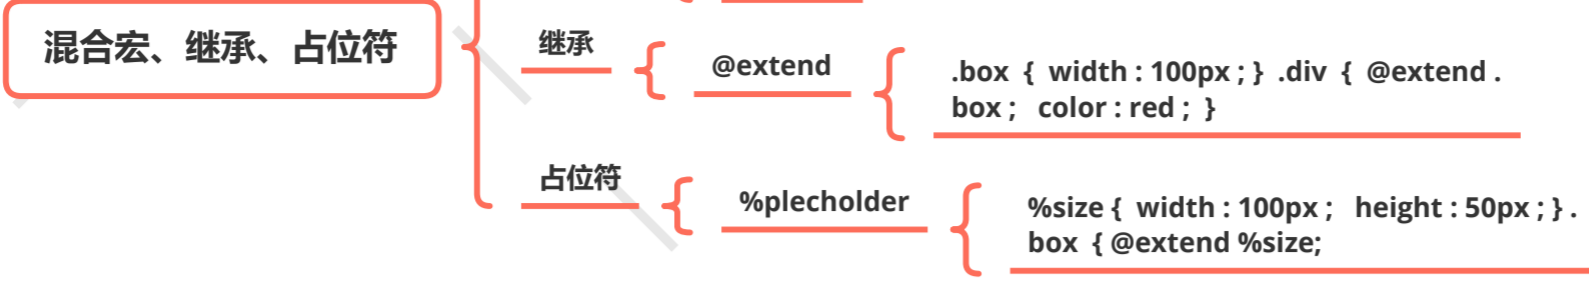 混合宏、继承、占位符
继承
@extend
.box { width : 100px ; } .div { @extend .
box ; color : red ; }
占位符
%plecholder
%size { width : 100px ; height : 50px ; } .
box { @extend %size;